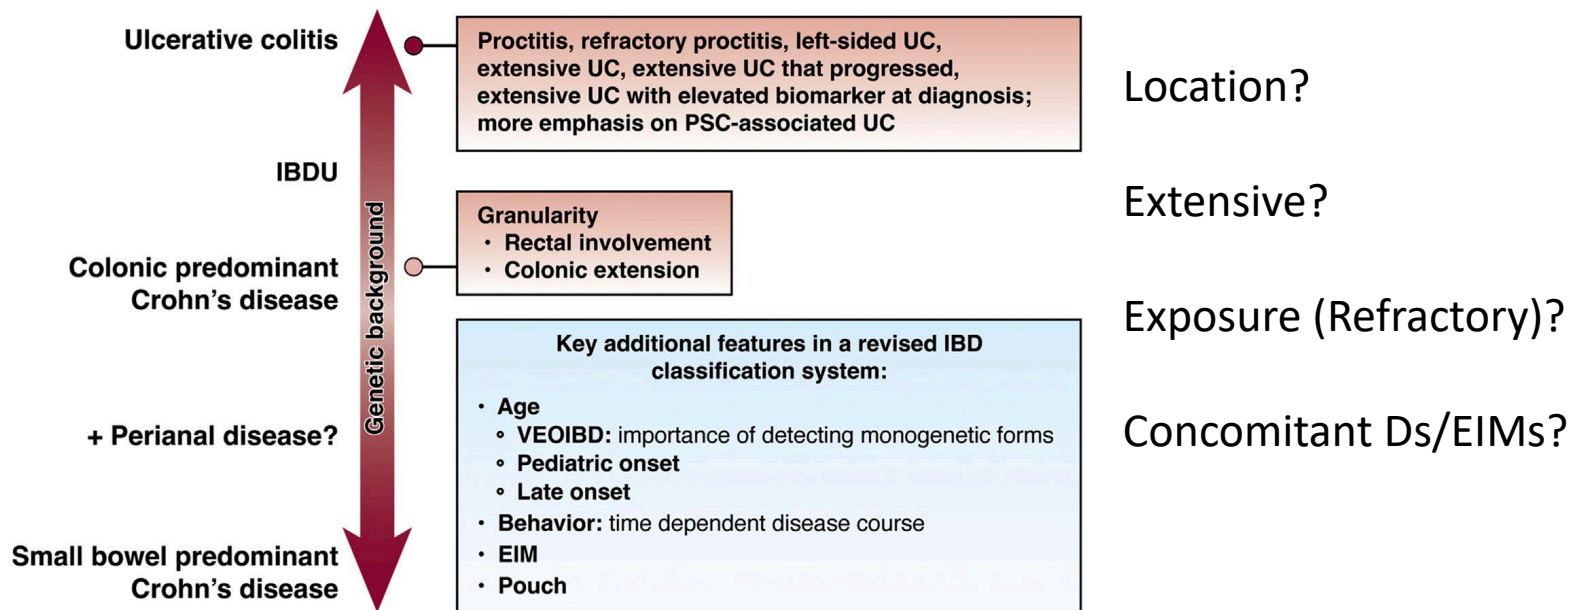 Ulcerative colitis
IBDU
Colonic predominant
Crohn's disease
+ Perianal disease?
Small bowel predominant
Crohn's disease
Genetic background
Proctitis, refractory proctitis, left-sided UC,
extensive UC, extensive UC that progressed,
extensive UC with elevated biomarker at diagnosis;
more emphasis on PSC-associated UC
Granularity
• Rectal involvement
• Colonic extension
Key additional features in a revised IBD
classification system:
• Age
∘ VEOIBD: importance of detecting monogenetic forms
∘ Pediatric onset
∘ Late onset
• Behavior: time dependent disease course
• EIM
• Pouch
Location?
Extensive?
Exposure (Refractory)?
Concomitant Ds/EIMs?